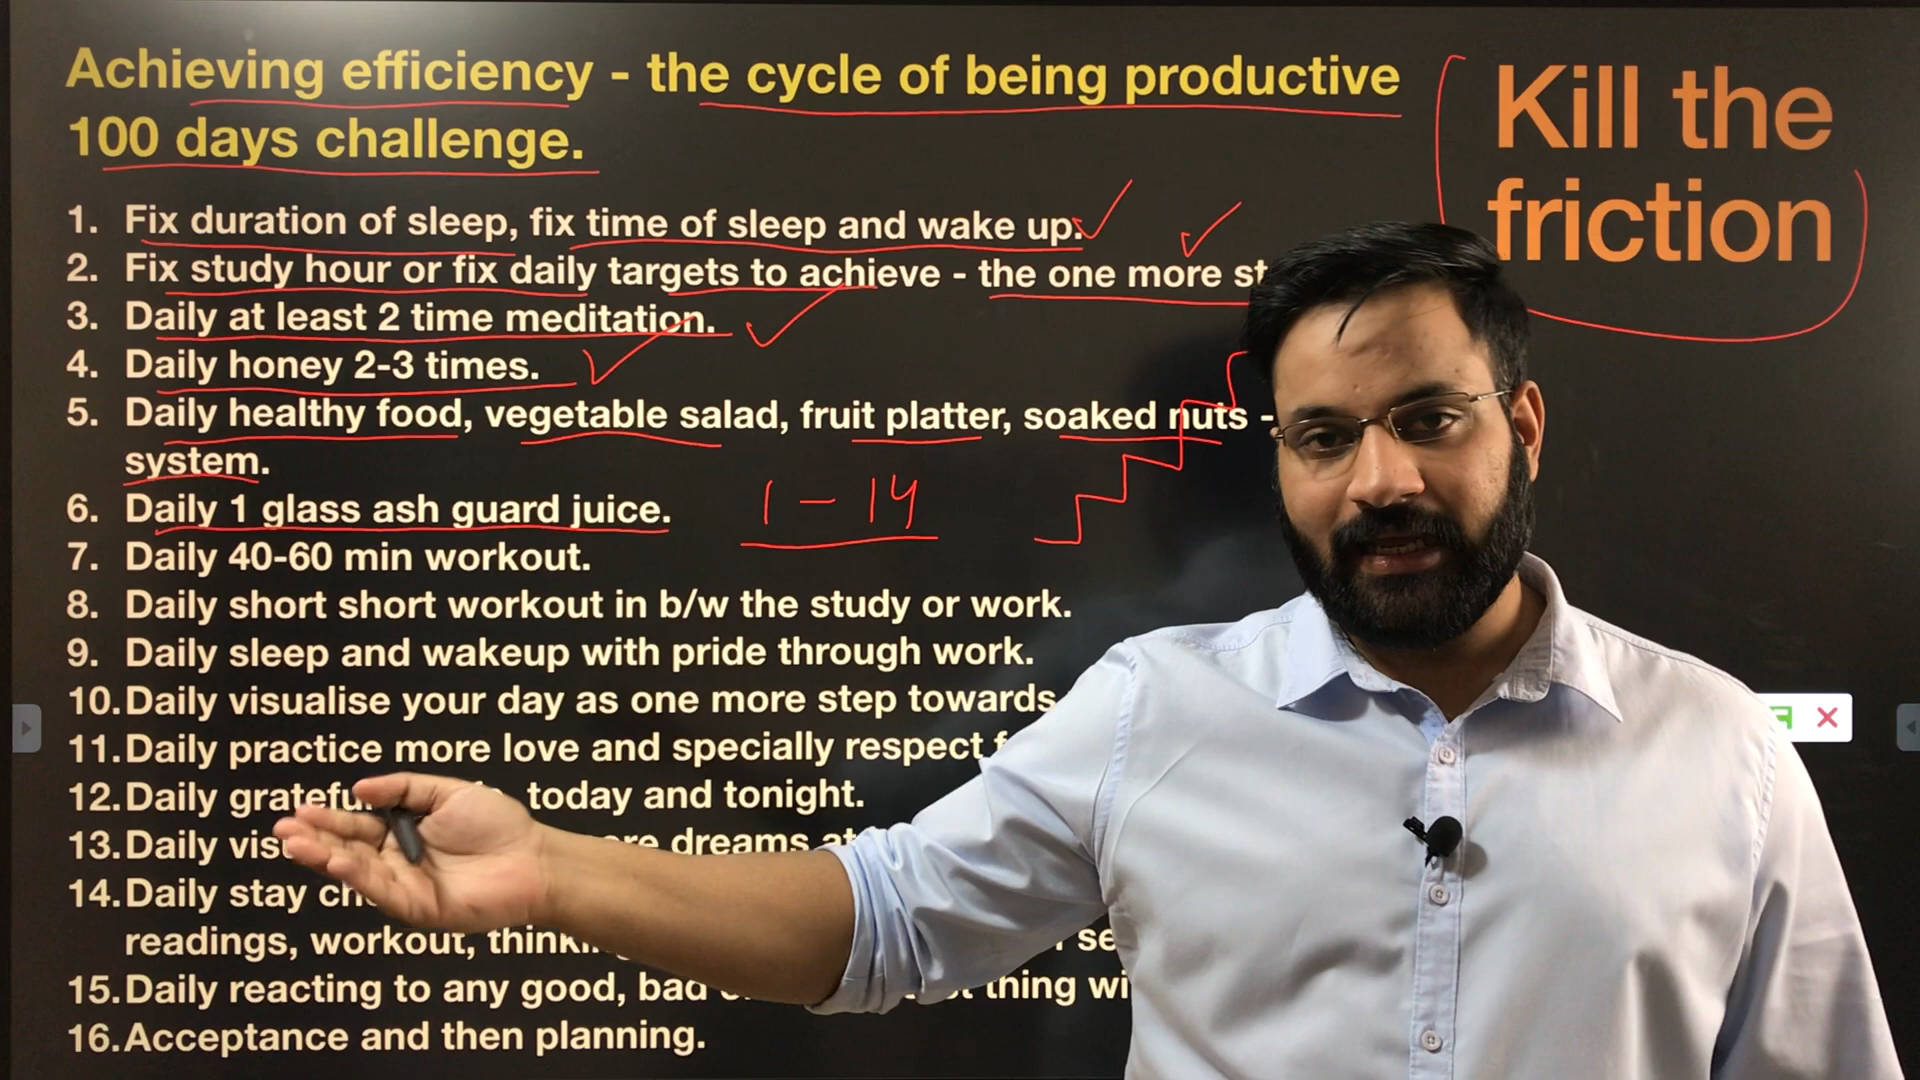 Achieving efficiency - the cycle of being productive
100 days challenge.
Kill the
friction
1. Fix duration of sleep, fix time of sleep and wake up.
2. Fix study hour or fix daily targets to achieve - the one more
3. Daily at least 2 time meditation.
4. Daily honey 2-3 times.
5. Daily healthy food, vegetable salad, fruit platter, soaked nuts -
system.
6. Daily 1 glass ash guard juice.
1 - 14
7. Daily 40-60 min workout.
8. Daily short short workout in b/w the study or work.
9. Daily sleep and wakeup with pride through work.
10. Daily visualise your day as one more step towards
11. Daily practice more love and specially respect
12. Daily today and tonight.
13. Daily dreams
14. Daily stay
readings, workout,
15. Daily reacting to any good, bad thing
16. Acceptance and then planning.